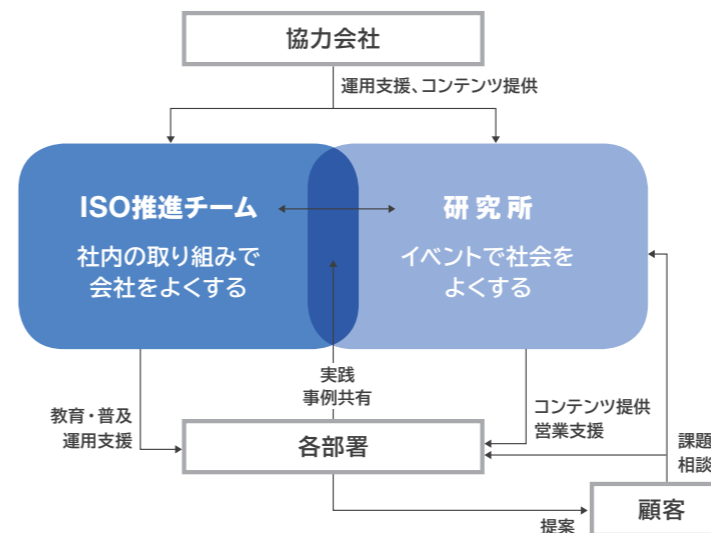 協力会社
運用支援、コンテンツ提供
ISO推進チーム
社内の取り組みで
会社をよくする
研究所
イベントで社会を
よくする
実践
事例共有
教育・普及
運用支援
コンテンツ提供
営業支援
各部署
課題
相談
顧客
提案